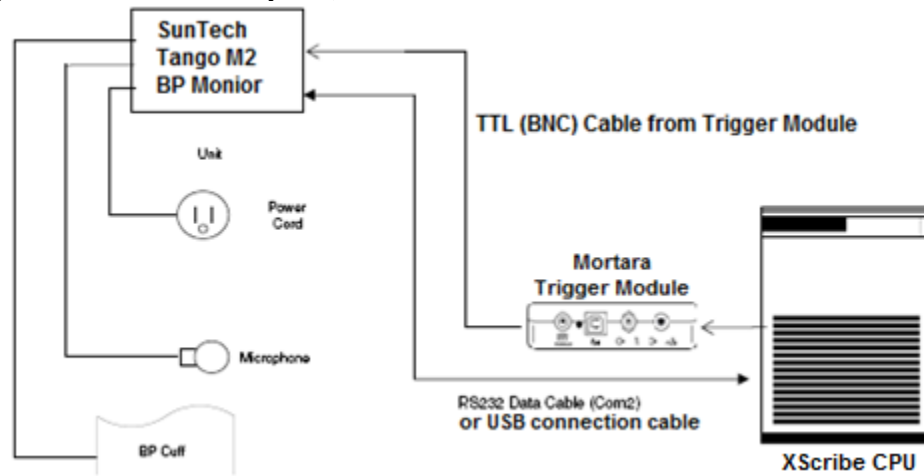 SunTech
Tango M2
BP Monior
TTL (BNC) Cable from Trigger Module
Unit
Power
Cord
Mortara
Trigger Module
Microphone
RS232 Data Cable (Com2)
or USB connection cable
BP Cuff
XScribe CPU